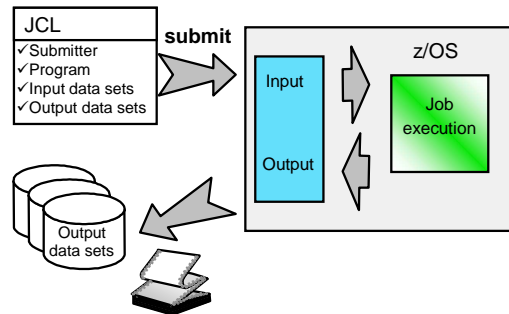 JCL
✓Submitter
✓Program
✓Input data sets
✓Output data sets
submit
z/OS
Input
Output
Job
execution
Output
data sets